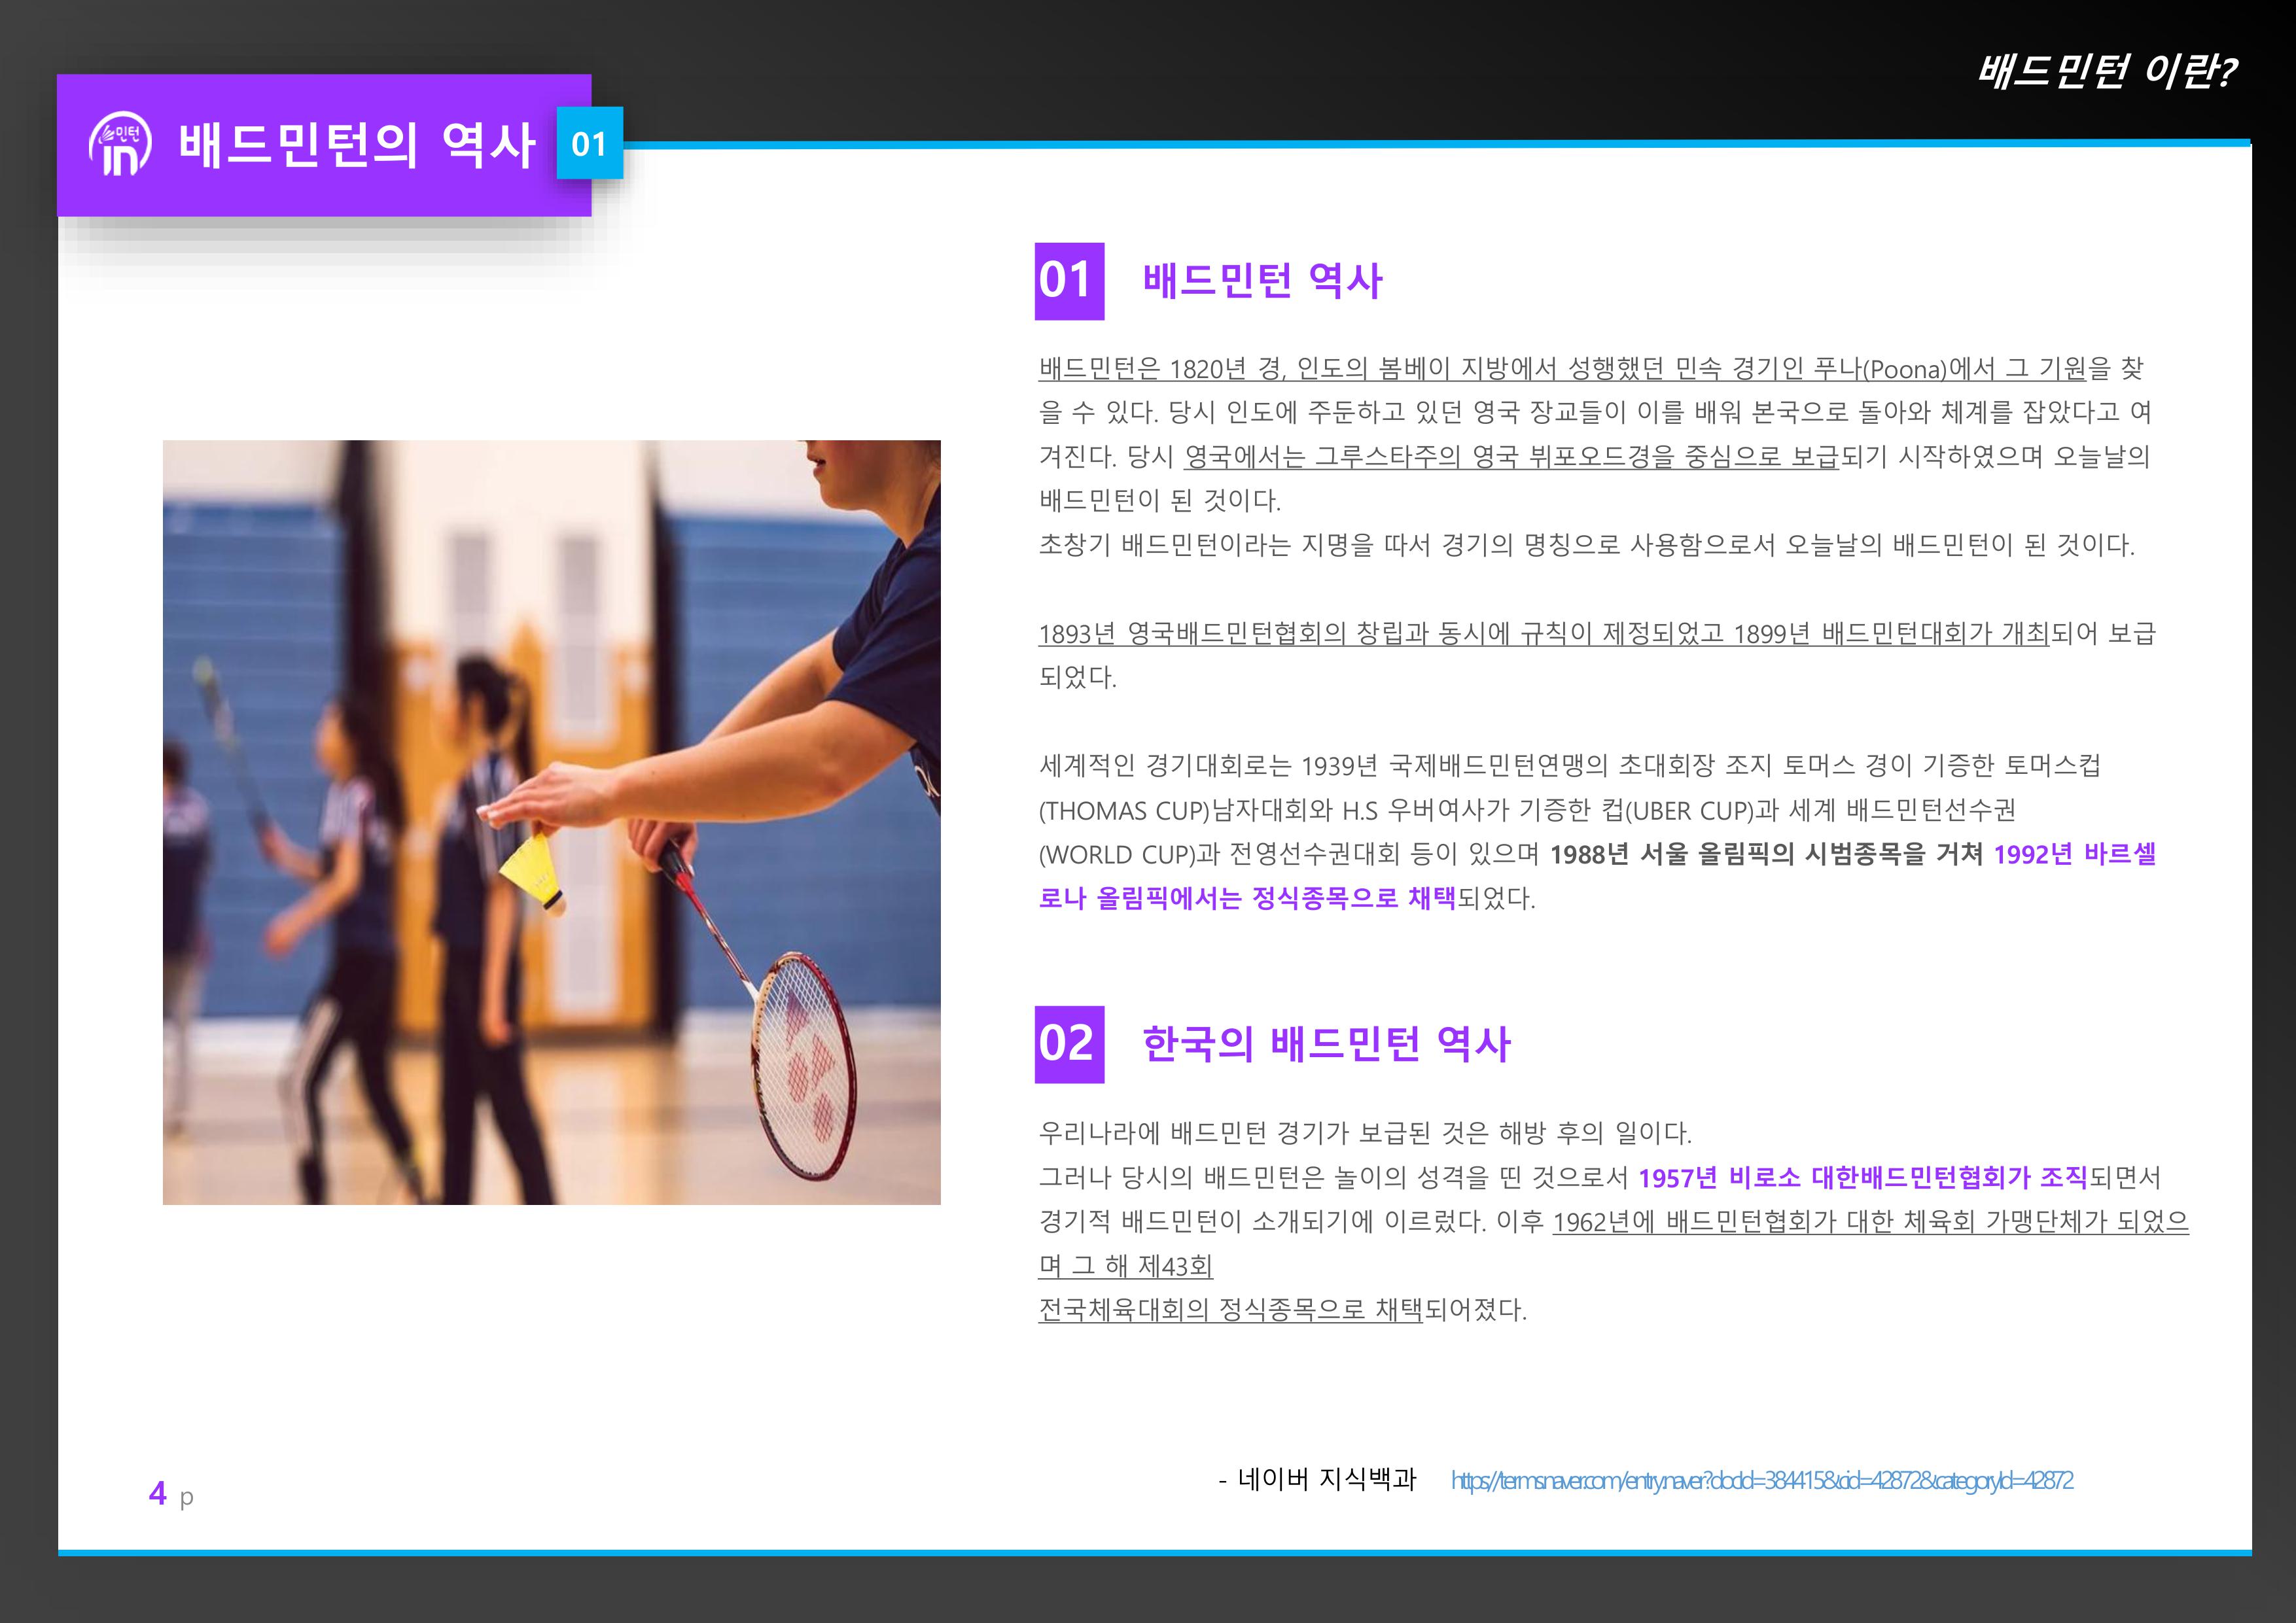 배드민턴 이란?
민턴
in
배드민턴의 역사
01
01
배드민턴 역사
배드민턴은 1820년 경, 인도의 봄베이 지방에서 성행했던 민속 경기인 푸나(Poona)에서 그 기원을 찾
을 수 있다. 당시 인도에 주둔하고 있던 영국 장교들이 이를 배워 본국으로 돌아와 체계를 잡았다고 여
겨진다. 당시 영국에서는 그루스타주의 영국 뷔포오드경을 중심으로 보급되기 시작하였으며 오늘날의
배드민턴이 된 것이다.
초창기 배드민턴이라는 지명을 따서 경기의 명칭으로 사용함으로서 오늘날의 배드민턴이 된 것이다.
1893년 영국배드민턴협회의 창립과 동시에 규칙이 제정되었고 1899년 배드민턴대회가 개최되어 보급
되었다.
세계적인 경기대회로는 1939년 국제배드민턴연맹의 초대회장 조지 토머스 경이 기증한 토머스컵
(THOMAS CUP)남자대회와 H.S 우버여사가 기증한 컵(UBER CUP)과 세계 배드민턴선수권
(WORLD CUP)과 전영선수권대회 등이 있으며 1988년 서울 올림픽의 시범종목을 거쳐 1992년 바르셀
로나 올림픽에서는 정식종목으로 채택되었다.
02
한국의 배드민턴 역사
우리나라에 배드민턴 경기가 보급된 것은 해방 후의 일이다.
그러나 당시의 배드민턴은 놀이의 성격을 띤 것으로서 1957년 비로소 대한배드민턴협회가 조직되면서
경기적 배드민턴이 소개되기에 이르렀다. 이후 1962년에 배드민턴협회가 대한 체육회 가맹단체가 되었으
며 그 해 제43회
전국체육대회의 정식종목으로 채택되어졌다.
- 네이버 지식백과
https://terms.naver.com/entry.naver?docId=384415&cid=42872&categoryId=42872
4 p